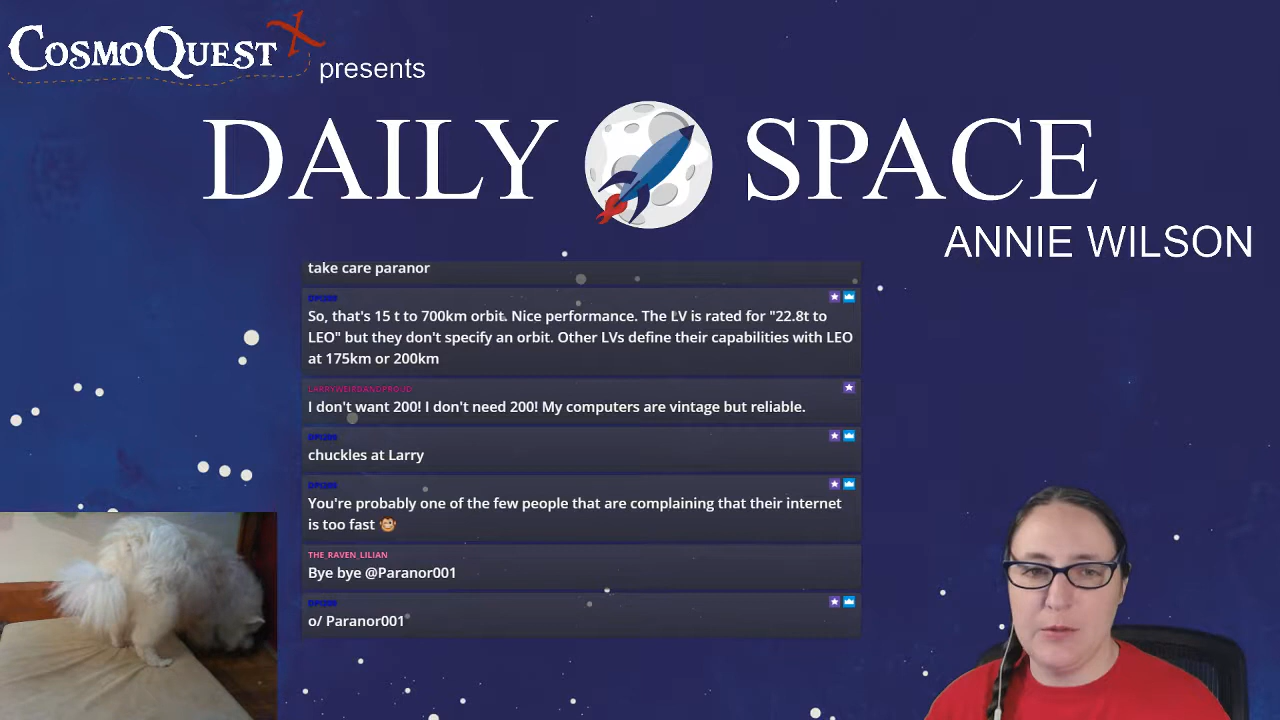 CosmoQuest X
presents
DAILY SPACE
ANNIE WILSON
take care paranor
So, that's 15 t to 700km orbit. Nice performance. The LV is rated for "22.8t to
LEO" but they don't specify an orbit. Other LVs define their capabilities with LEO
at 175km or 200km
LARRYWEIRDANDPROUD
I don't want 200! I don't need 200! My computers are vintage but reliable.
chuckles at Larry
You're probably one of the few people that are complaining that their internet
is too fast
THE_RAVEN_LILIAN
Bye bye @Paranor001
o/ Paranor001